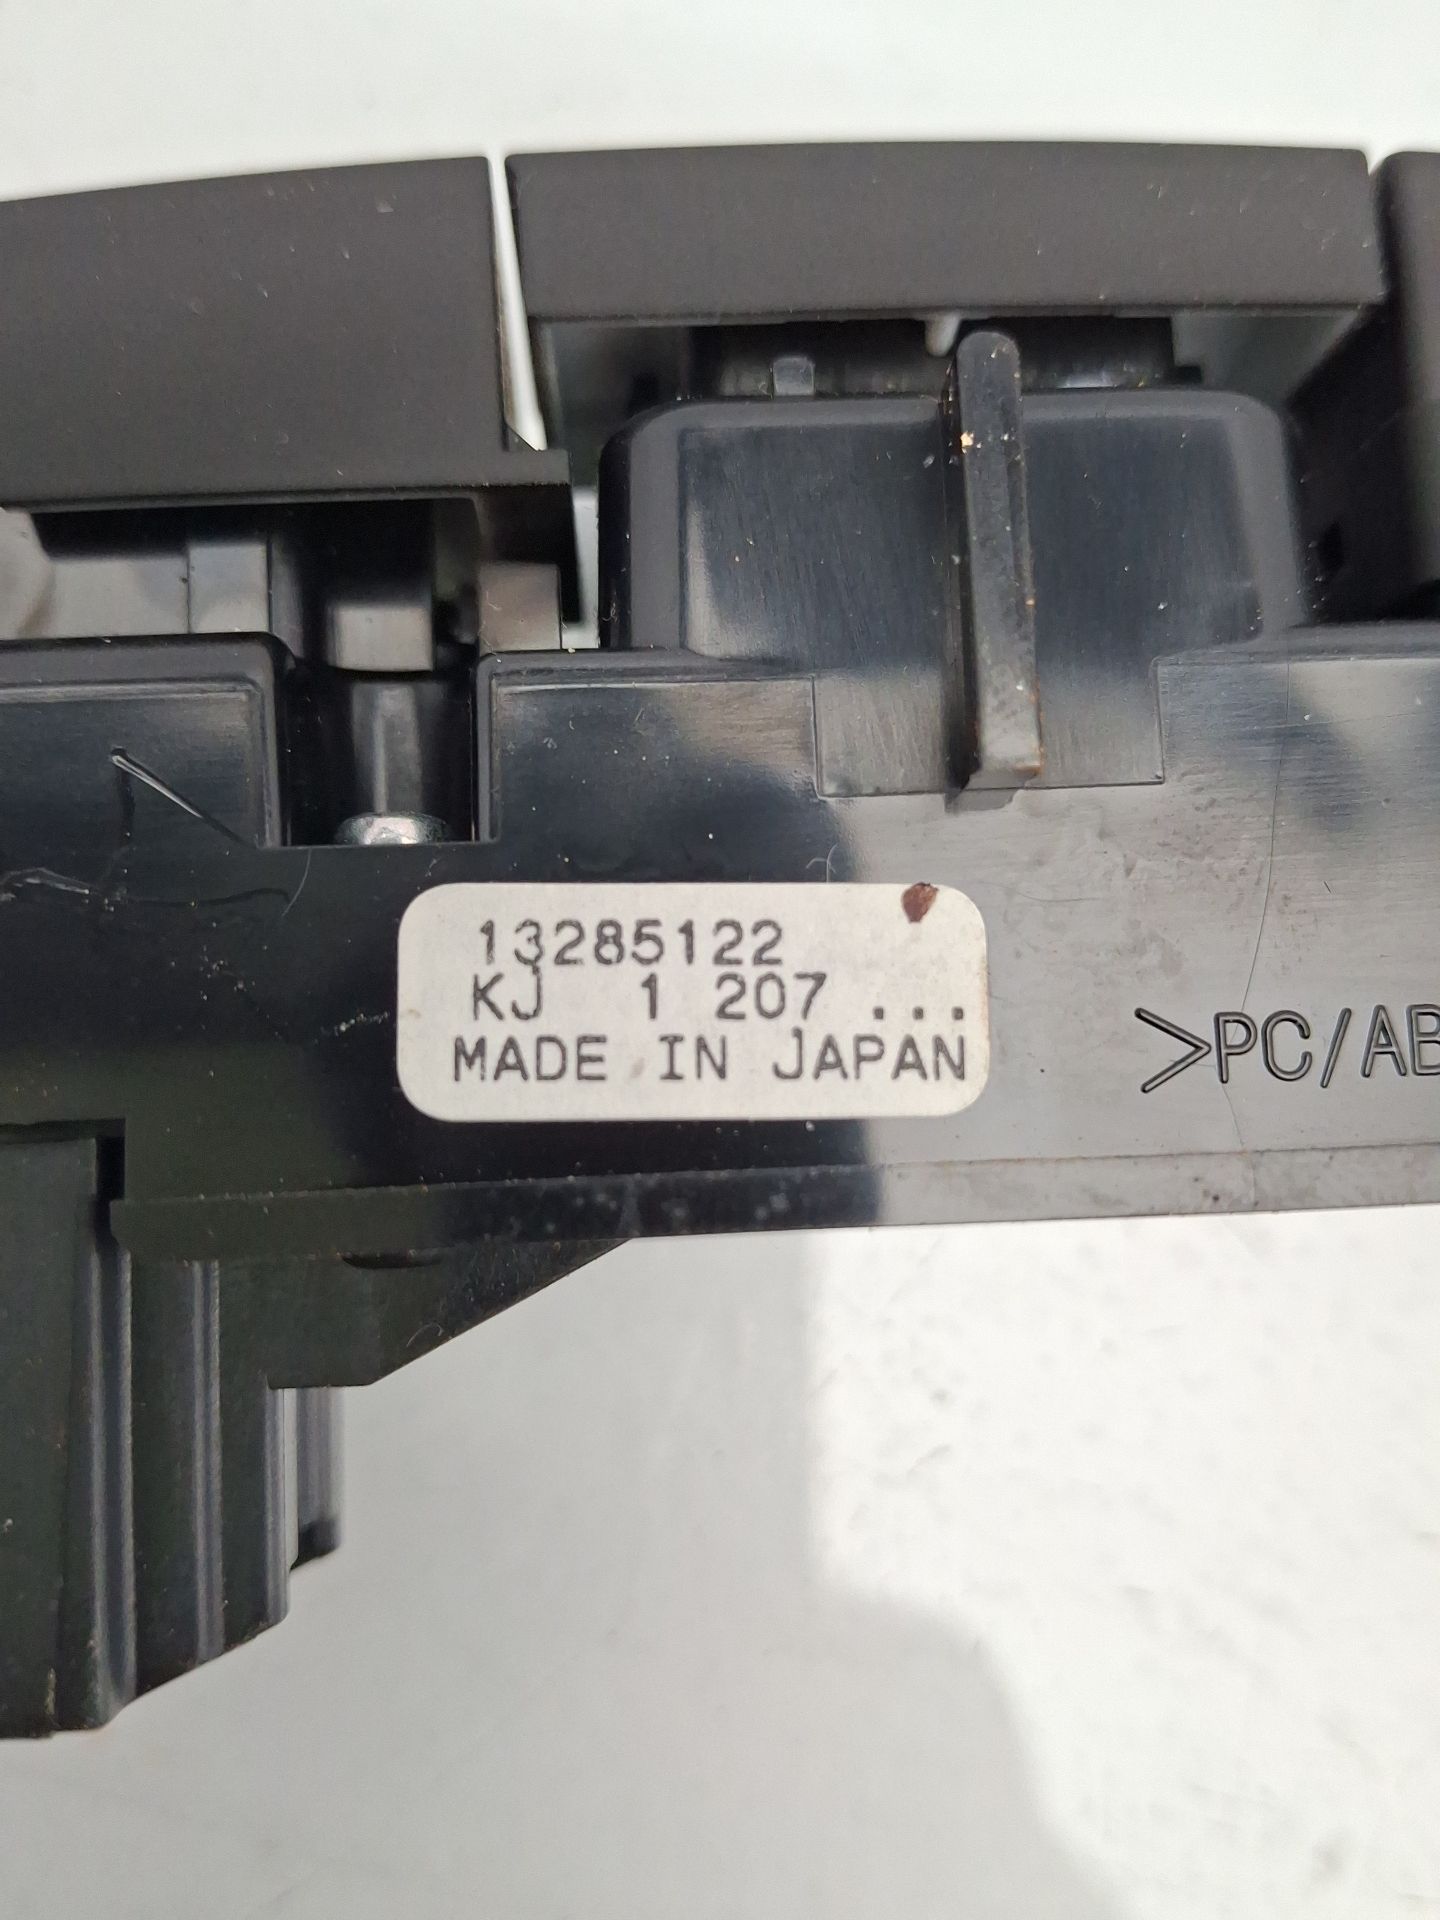 13285122
KJ 1 207 ...
MADE IN JAPAN
>PC/AB